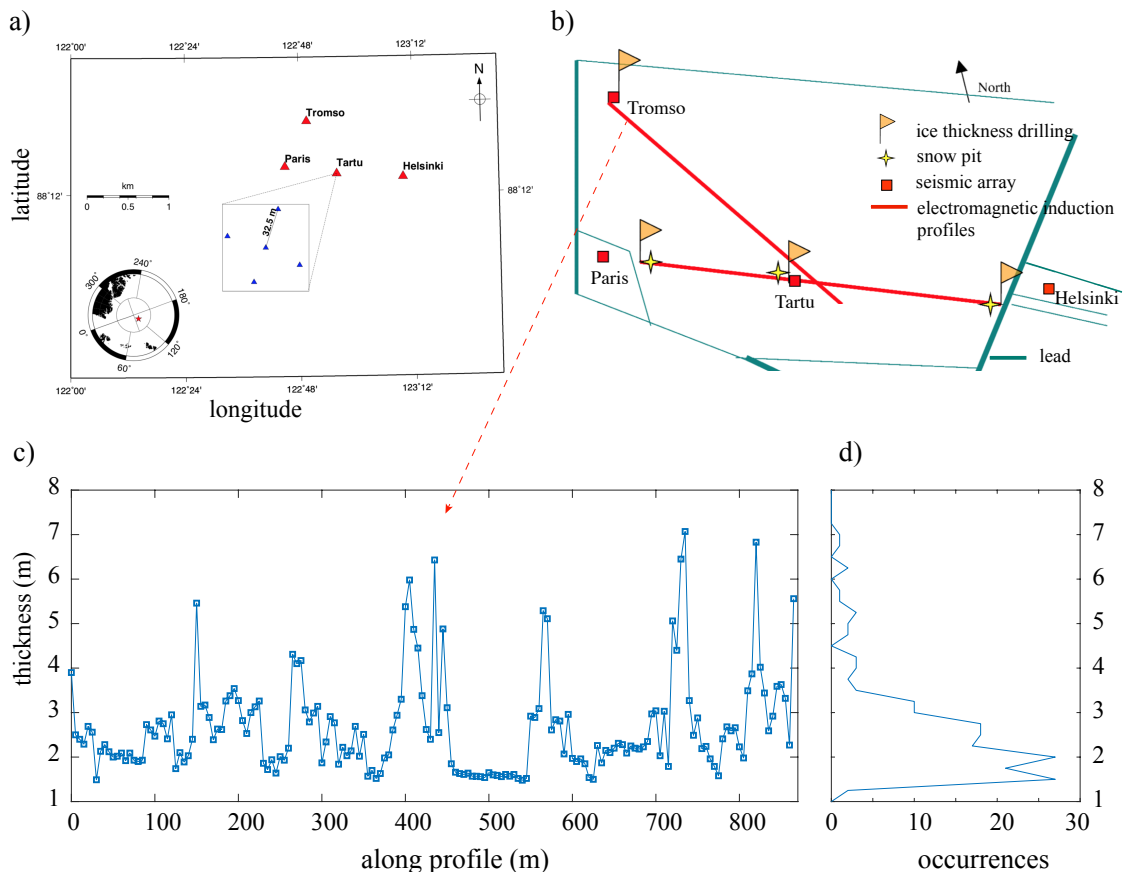 a)
122°00'
122°24'
122°48'
123°12'
N
Tromso
Paris
Tartu
Helsinki
km
0 0.5 1
32.5 m
88°12'
88°12'
latitude
240°
300°
180°
0°
120°
60°
122°00'
122°24'
122°48'
123°12'
longitude
b)
North
Tromso
ice thickness drilling
snow pit
seismic array
electromagnetic induction
profiles
Paris
Tartu
Helsinki
lead
c)
8
7
6
5
4
3
2
1
thickness (m)
0 100 200 300 400 500 600 700 800
along profile (m)
d)
8
7
6
5
4
3
2
1
0 10 20 30
occurrences